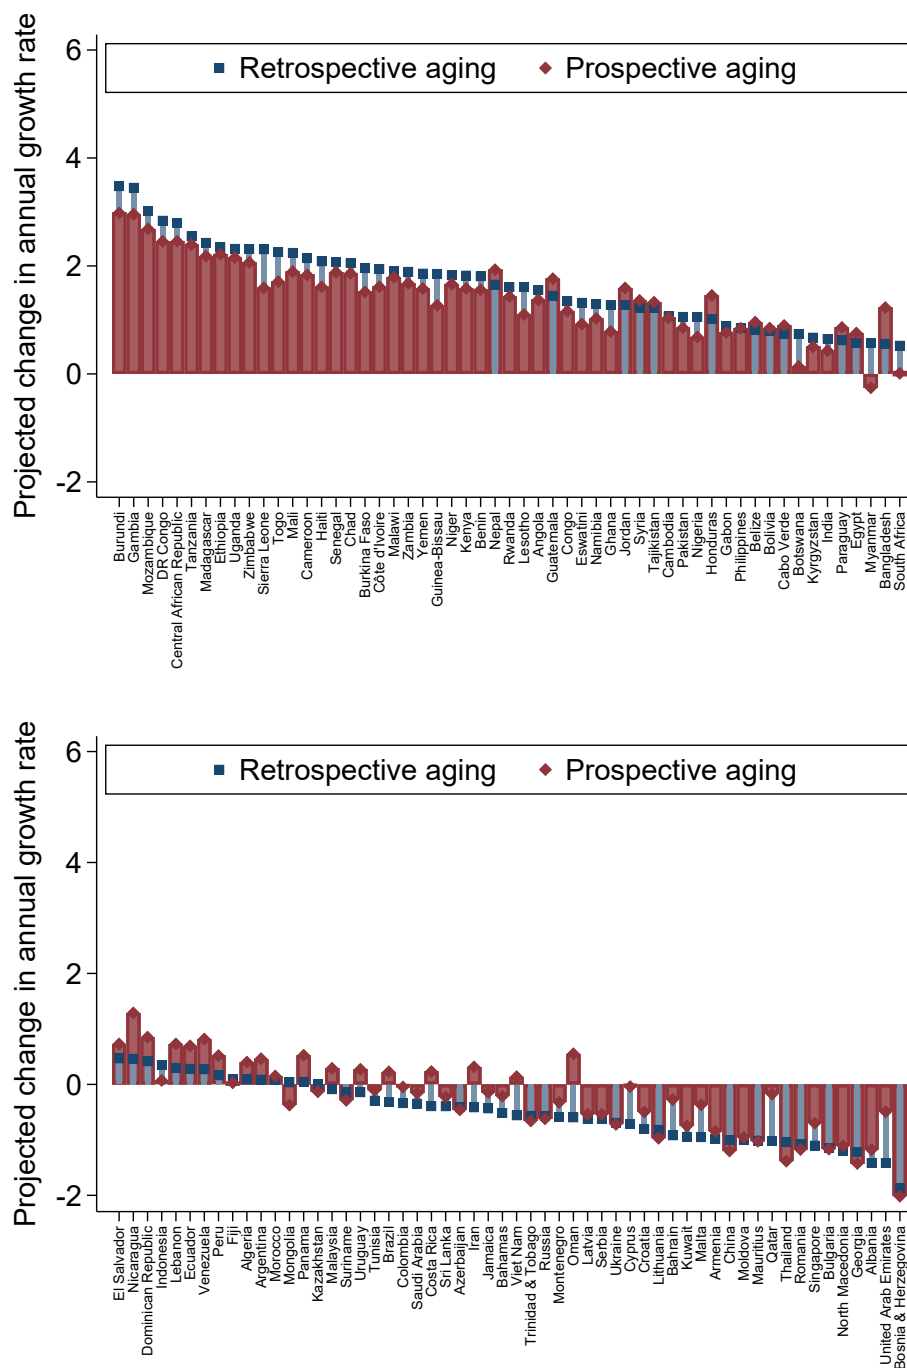 Projected change in annual growth rate
6
4
2
0
-2
Retrospective aging
Prospective aging
Burundi
Gambia
Mozambique
DR Congo
Central African Republic
Tanzania
Madagascar
Ethiopia
Uganda
Zimbabwe
Sierra Leone
Togo
Mali
Cameroon
Haiti
Senegal
Chad
Burkina Faso
Côte d'Ivoire
Malawi
Zambia
Yemen
Guinea-Bissau
Niger
Kenya
Benin
Nepal
Rwanda
Lesotho
Angola
Guatemala
Congo
Eswatini
Namibia
Ghana
Jordan
Syria
Tajikistan
Cambodia
Pakistan
Nigeria
Honduras
Gabon
Philippines
Belize
Bolivia
Cabo Verde
Botswana
Kyrgyzstan
India
Paraguay
Egypt
Myanmar
Bangladesh
South Africa
Projected change in annual growth rate
6
4
2
0
-2
Retrospective aging
Prospective aging
El Salvador
Nicaragua
Dominican Republic
Indonesia
Lebanon
Ecuador
Venezuela
Peru
Fiji
Algeria
Argentina
Morocco
Mongolia
Panama
Kazakhstan
Malaysia
Suriname
Uruguay
Tunisia
Brazil
Colombia
Saudi Arabia
Costa Rica
Sri Lanka
Azerbaijan
Iran
Jamaica
Bahamas
Viet Nam
Trinidad & Tobago
Russia
Montenegro
Oman
Latvia
Serbia
Ukraine
Cyprus
Croatia
Lithuania
Bahrain
Kuwait
Malta
Armenia
China
Moldova
Mauritius
Qatar
Thailand
Romania
Singapore
Bulgaria
North Macedonia
Georgia
Albania
United Arab Emirates
Bosnia & Herzegovina